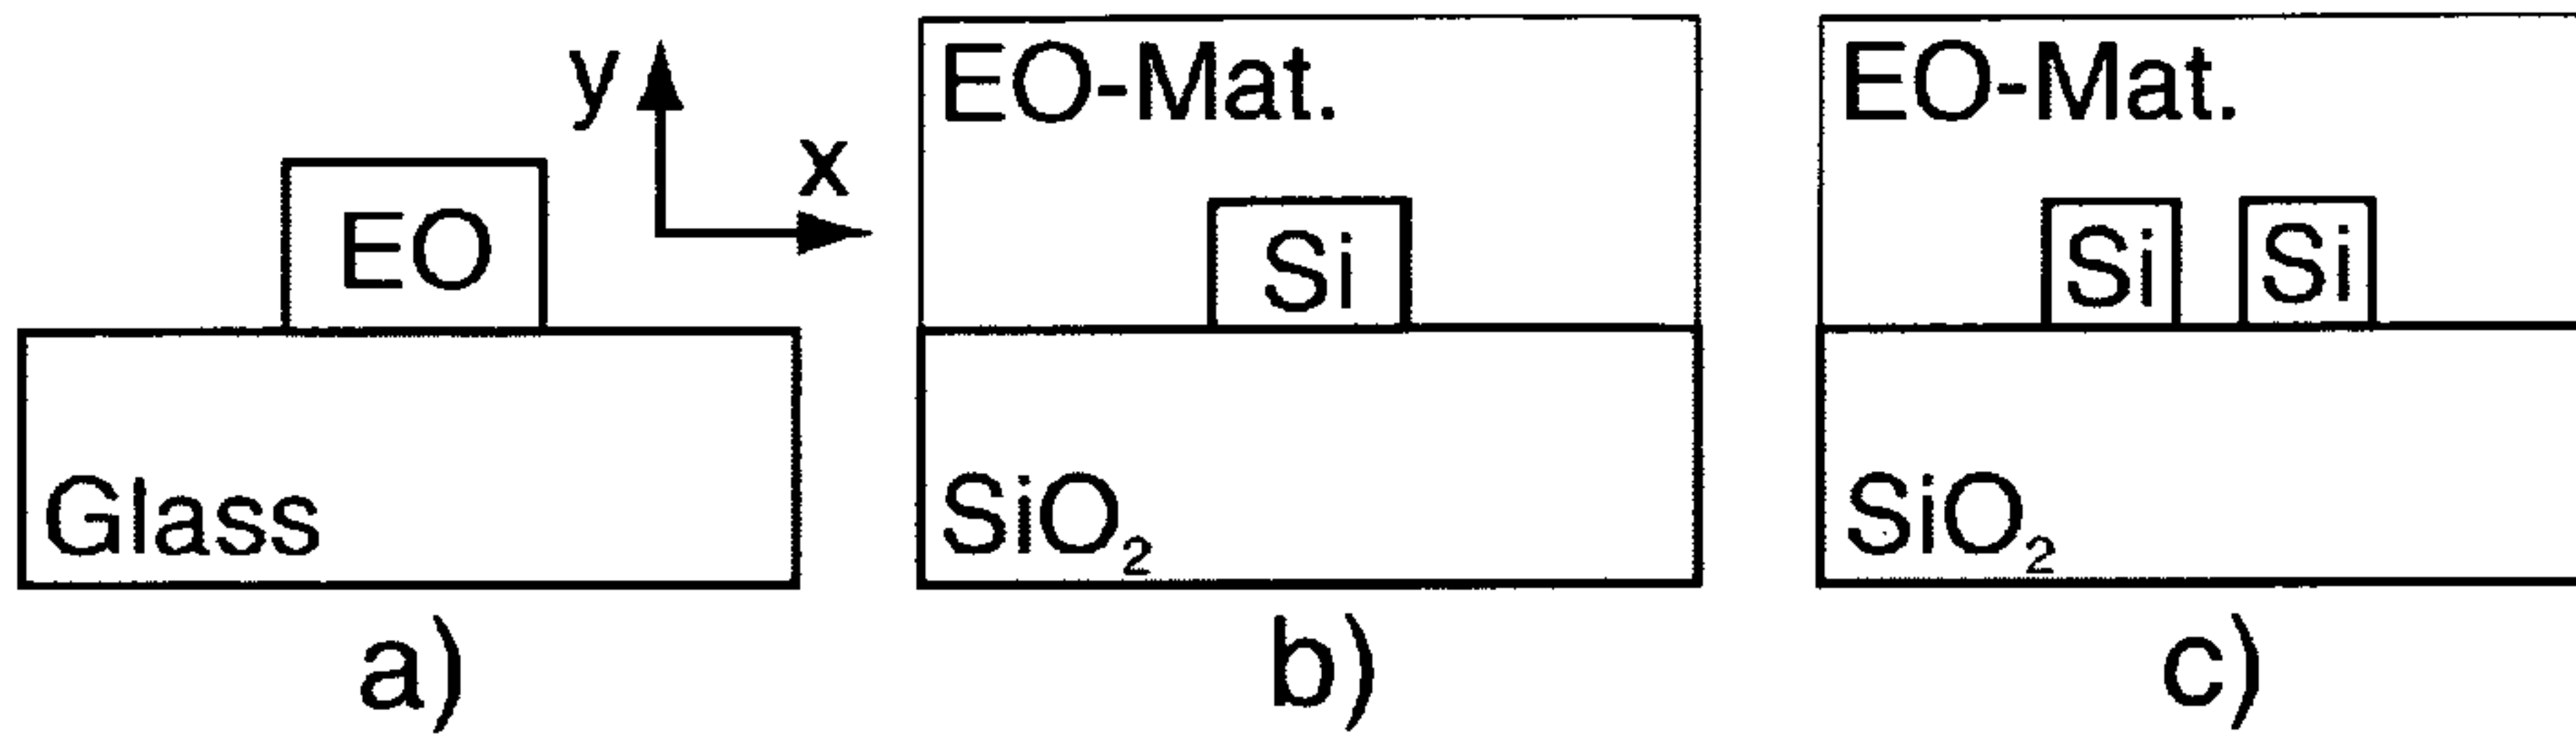 y
x
EO
Glass
a)
EO-Mat.
Si
SiO₂
b)
EO-Mat.
Si Si
SiO₂
c)